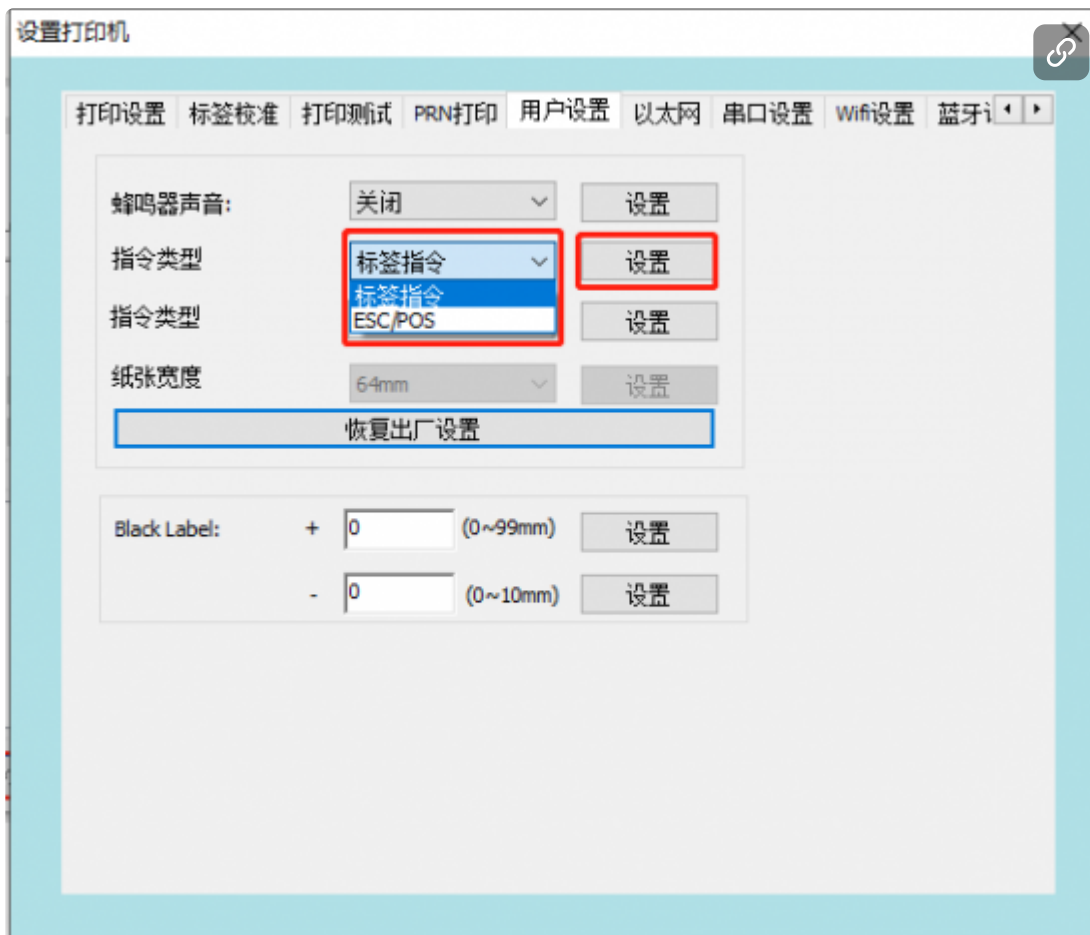 设置打印机
打印设置 标签校准 打印测试 PRN打印 用户设置 以太网 串口设置 Wifi设置 蓝牙
蜂鸣器声音: 关闭 设置
指令类型 标签指令 设置
标签指令
指令类型 ESC/POS 设置
纸张宽度 64mm 设置
恢复出厂设置
Black Label: + 0 (0~99mm) 设置
- 0 (0~10mm) 设置